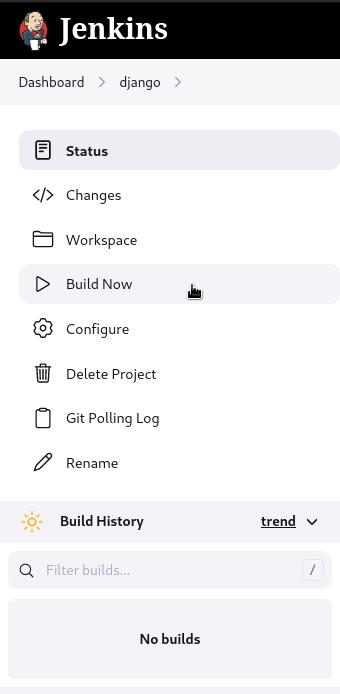 Jenkins
Dashboard > django >
Status
Changes
Workspace
Build Now
Configure
Delete Project
Git Polling Log
Rename
Build History trend
Filter builds... /
No builds